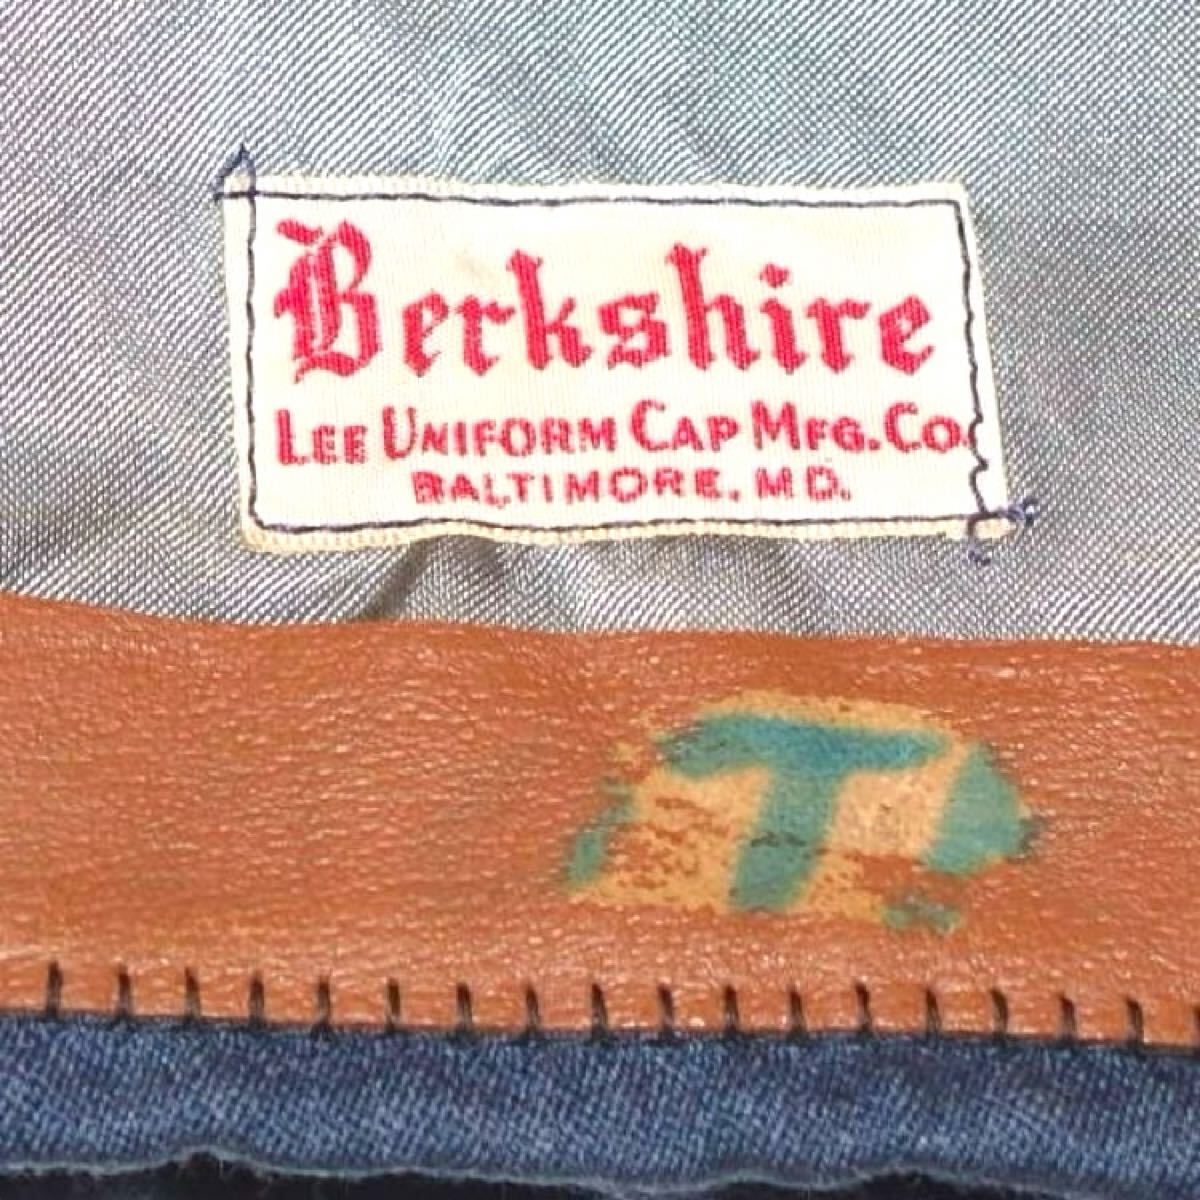 Berkshire
LEE UNIFORM CAP MFG. CO.
BALTIMORE. MD.